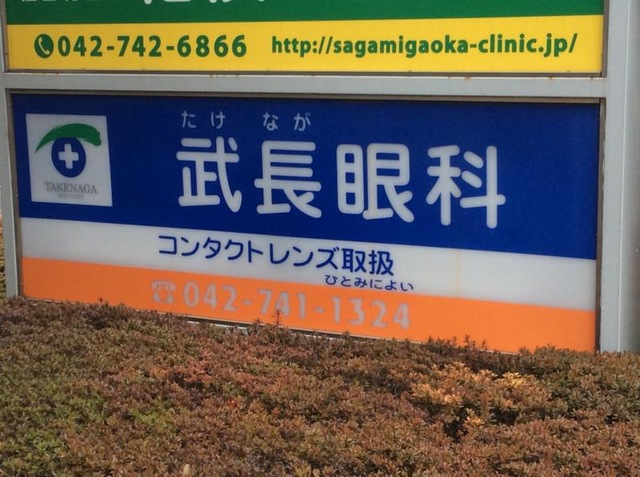 042-742-6866 http://sagamigaoka-clinic.jp/
たけ なが
武長眼科
TAKENAGA
コンタクトレンズ取扱
ひとみによい
☎042-741-1324